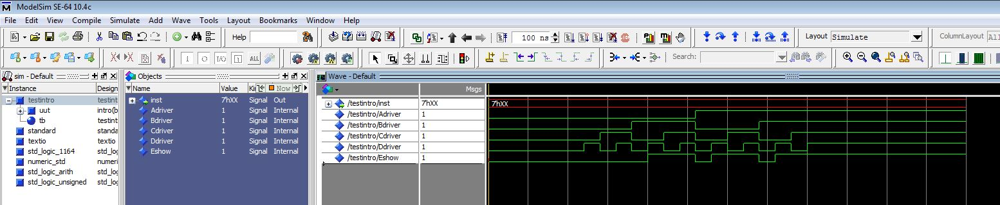 ModelSim SE-64 10.4c
File Edit View Compile Simulate Add Wave Tools Layout Bookmarks Window Help
Help 100 ns Layout Simulate ColumnLayout All
ALL Search:
sim - Default Objects Wave - Default
Instance Design Name Value Kin Now Msgs
testintro testint inst 7'hXX Signal Out /testintro/inst 7'hXX 7'hXX
uut intro(b Adriver 1 Signal Internal /testintro/Adriver 1
tb testint Bdriver 1 Signal Internal /testintro/Bdriver 1
standard standa Cdriver 1 Signal Internal /testintro/Cdriver 1
textio textio Ddriver 1 Signal Internal /testintro/Ddriver 1
std_logic_1164 std_log Eshow 1 Signal Internal /testintro/Eshow 1
numeric_std numeri
std_logic_arith std_log
std_logic_unsigned std_log